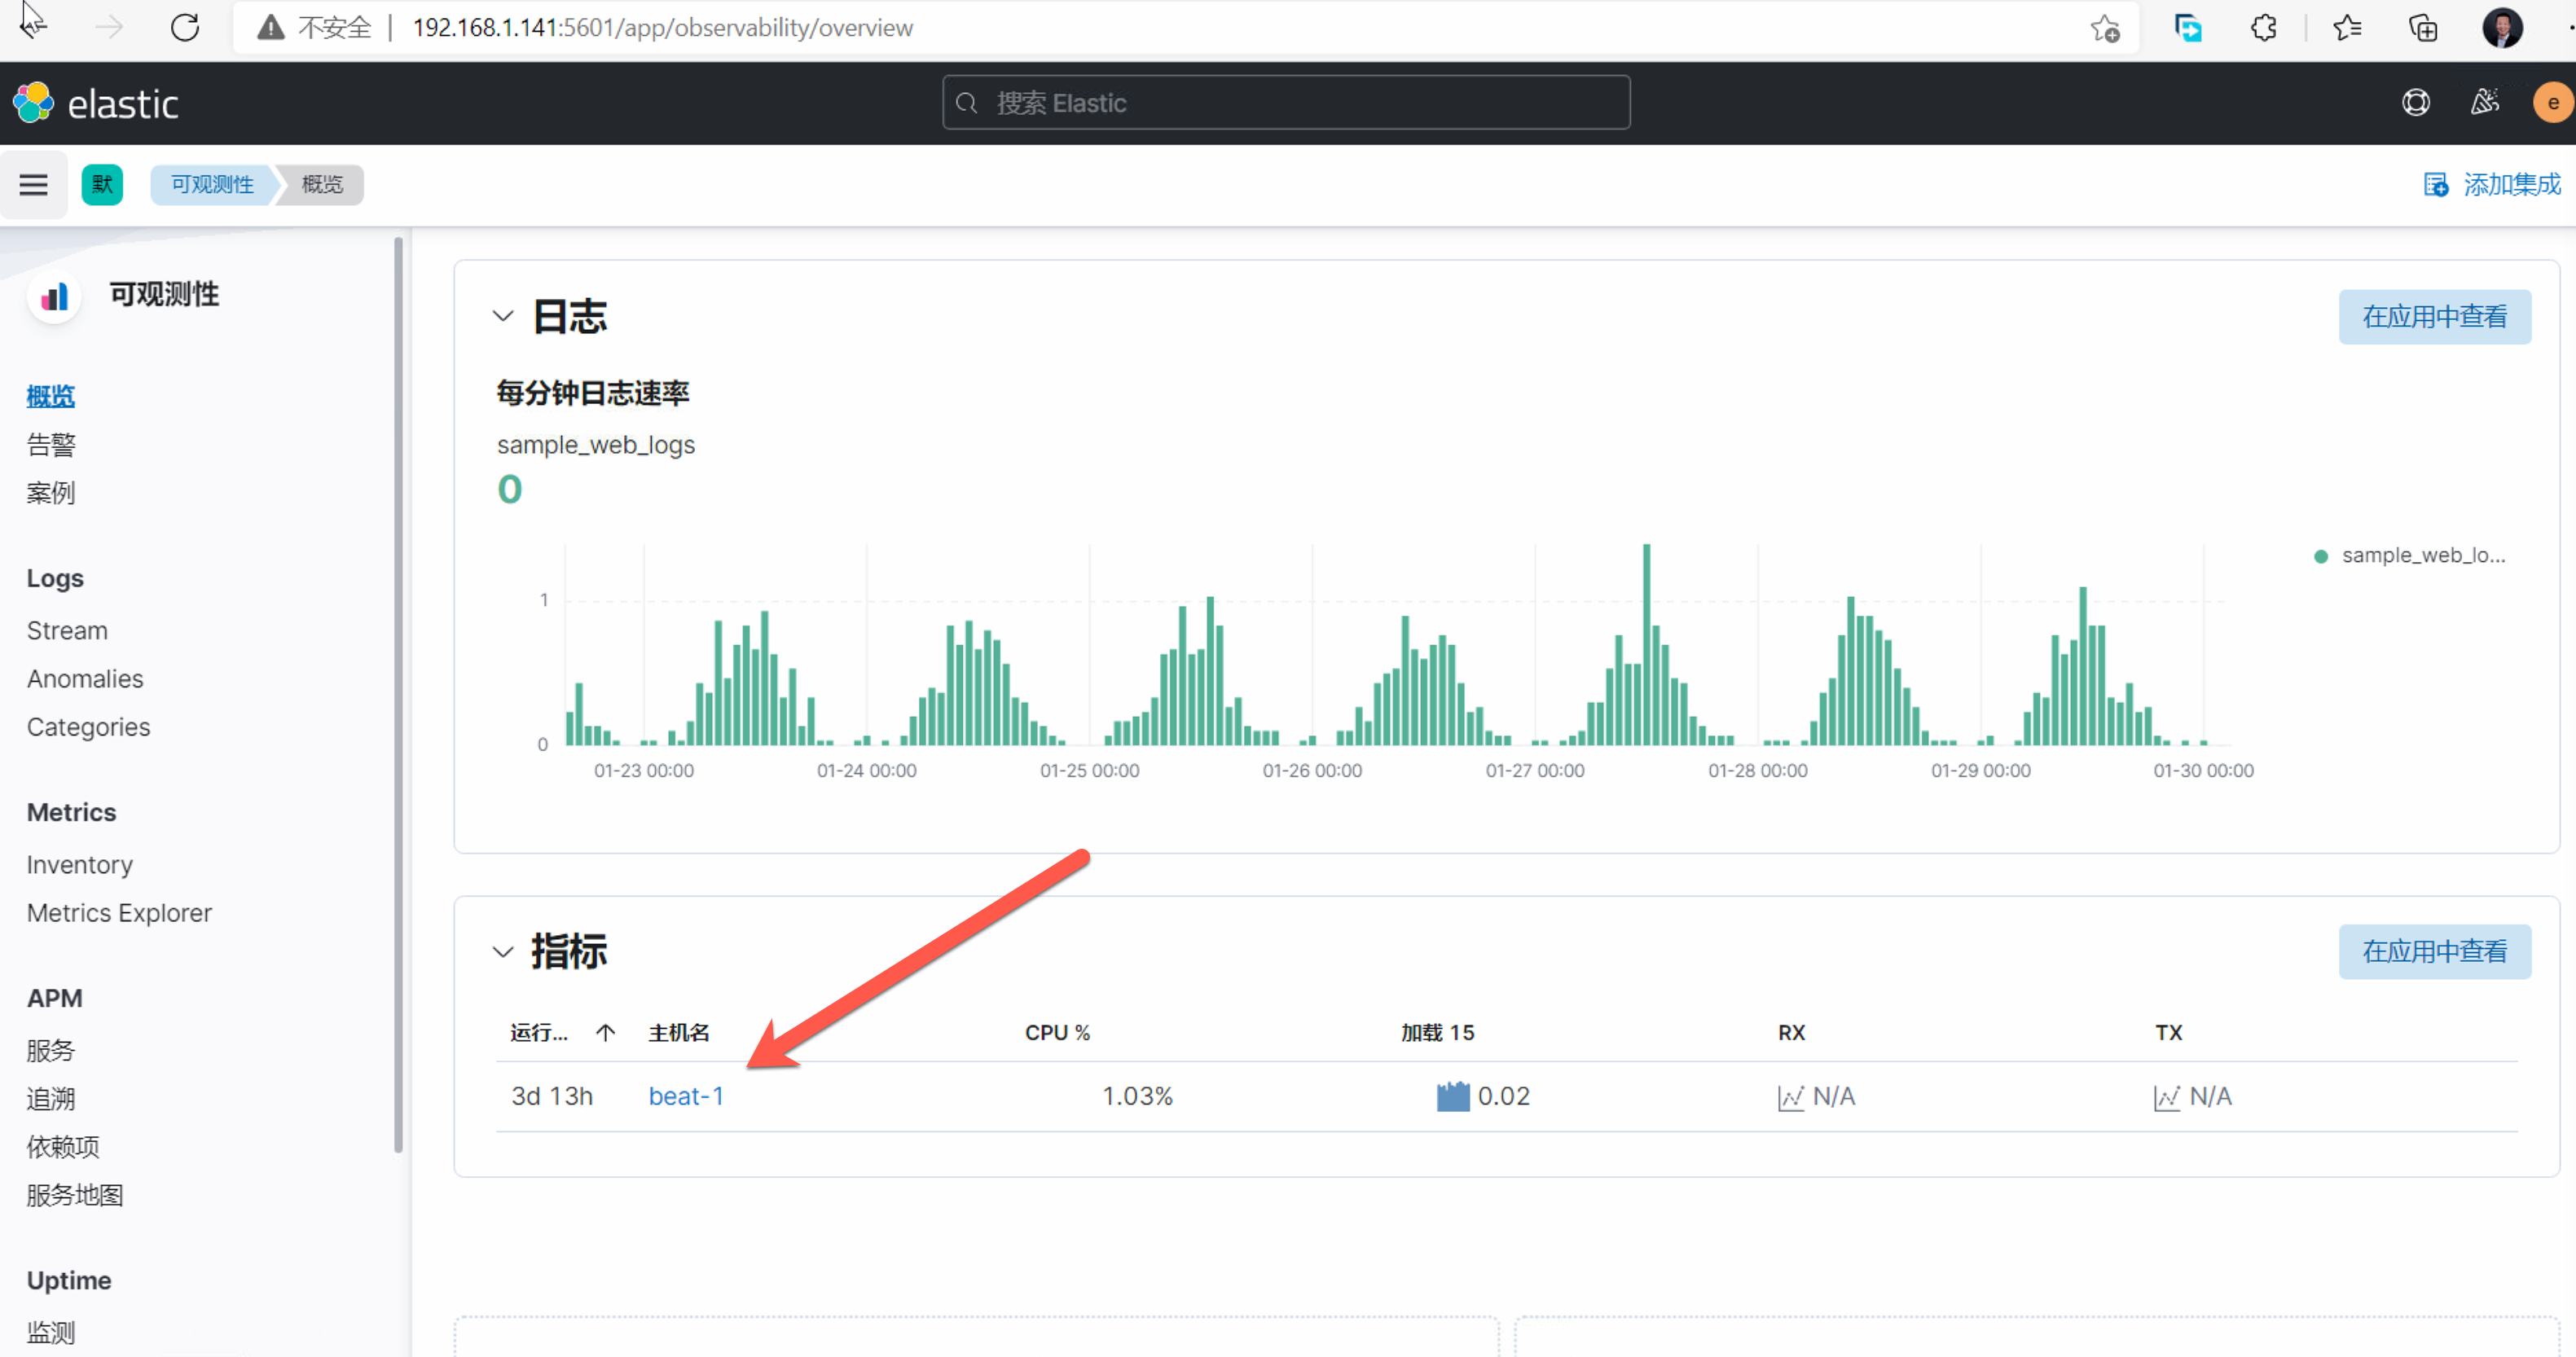 不安全 | 192.168.1.141:5601/app/observability/overview
elastic
搜索 Elastic
e
默
可观测性
概览
添加集成
可观测性
概览
告警
案例
Logs
Stream
Anomalies
Categories
Metrics
Inventory
Metrics Explorer
APM
服务
追溯
依赖项
服务地图
Uptime
监测
日志
在应用中查看
每分钟日志速率
sample_web_logs
0
sample_web_lo...
1
0
01-23 00:00 01-24 00:00 01-25 00:00 01-26 00:00 01-27 00:00 01-28 00:00 01-29 00:00 01-30 00:00
指标
在应用中查看
运行... 主机名 CPU % 加载 15 RX TX
3d 13h beat-1 1.03% 0.02 N/A N/A